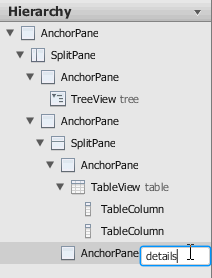 Hierarchy
AnchorPane
SplitPane
AnchorPane
TreeView tree
AnchorPane
SplitPane
AnchorPane
TableView table
TableColumn
TableColumn
AnchorPane details